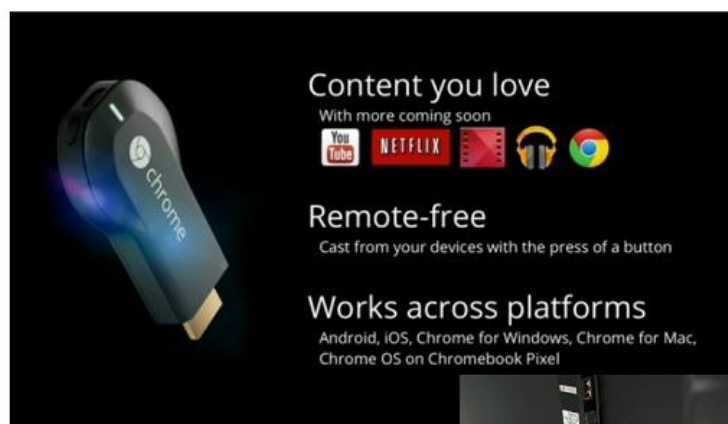 Content you love
With more coming soon
You
Tube
NETFLIX
chrome
Remote-free
Cast from your devices with the press of a button
Works across platforms
Android, iOS, Chrome for Windows, Chrome for Mac,
Chrome OS on Chromebook Pixel